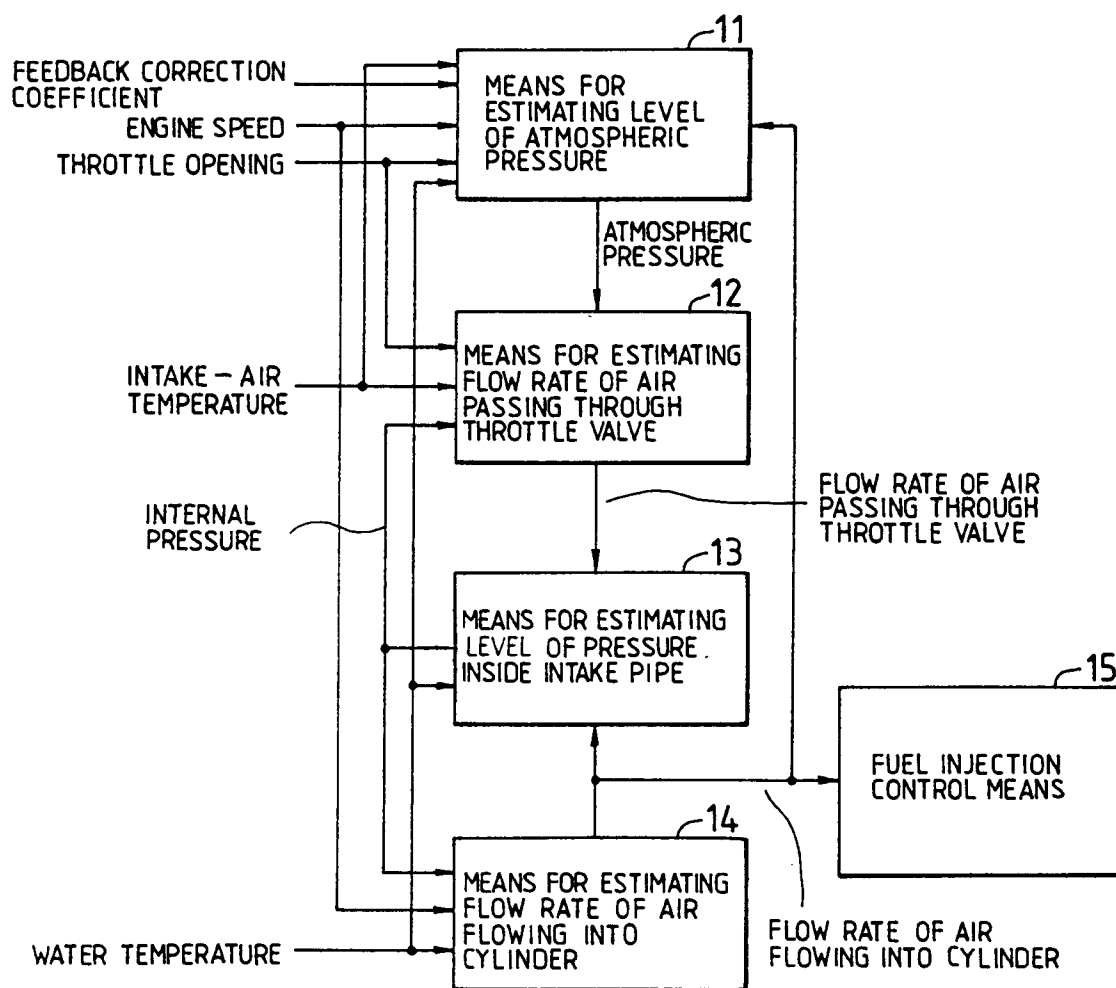 11
FEEDBACK CORRECTION
COEFFICIENT
ENGINE SPEED
THROTTLE OPENING
MEANS FOR
ESTIMATING LEVEL
OF ATMOSPHERIC
PRESSURE
ATMOSPHERIC
PRESSURE
12
INTAKE-AIR
TEMPERATURE
MEANS FOR ESTIMATING
FLOW RATE OF AIR
PASSING THROUGH
THROTTLE VALVE
INTERNAL
PRESSURE
FLOW RATE OF AIR
PASSING THROUGH
THROTTLE VALVE
13
MEANS FOR ESTIMATING
LEVEL OF PRESSURE
INSIDE INTAKE PIPE
15
FUEL INJECTION
CONTROL MEANS
14
MEANS FOR ESTIMATING
FLOW RATE OF AIR
FLOWING INTO
CYLINDER
WATER TEMPERATURE
FLOW RATE OF AIR
FLOWING INTO CYLINDER